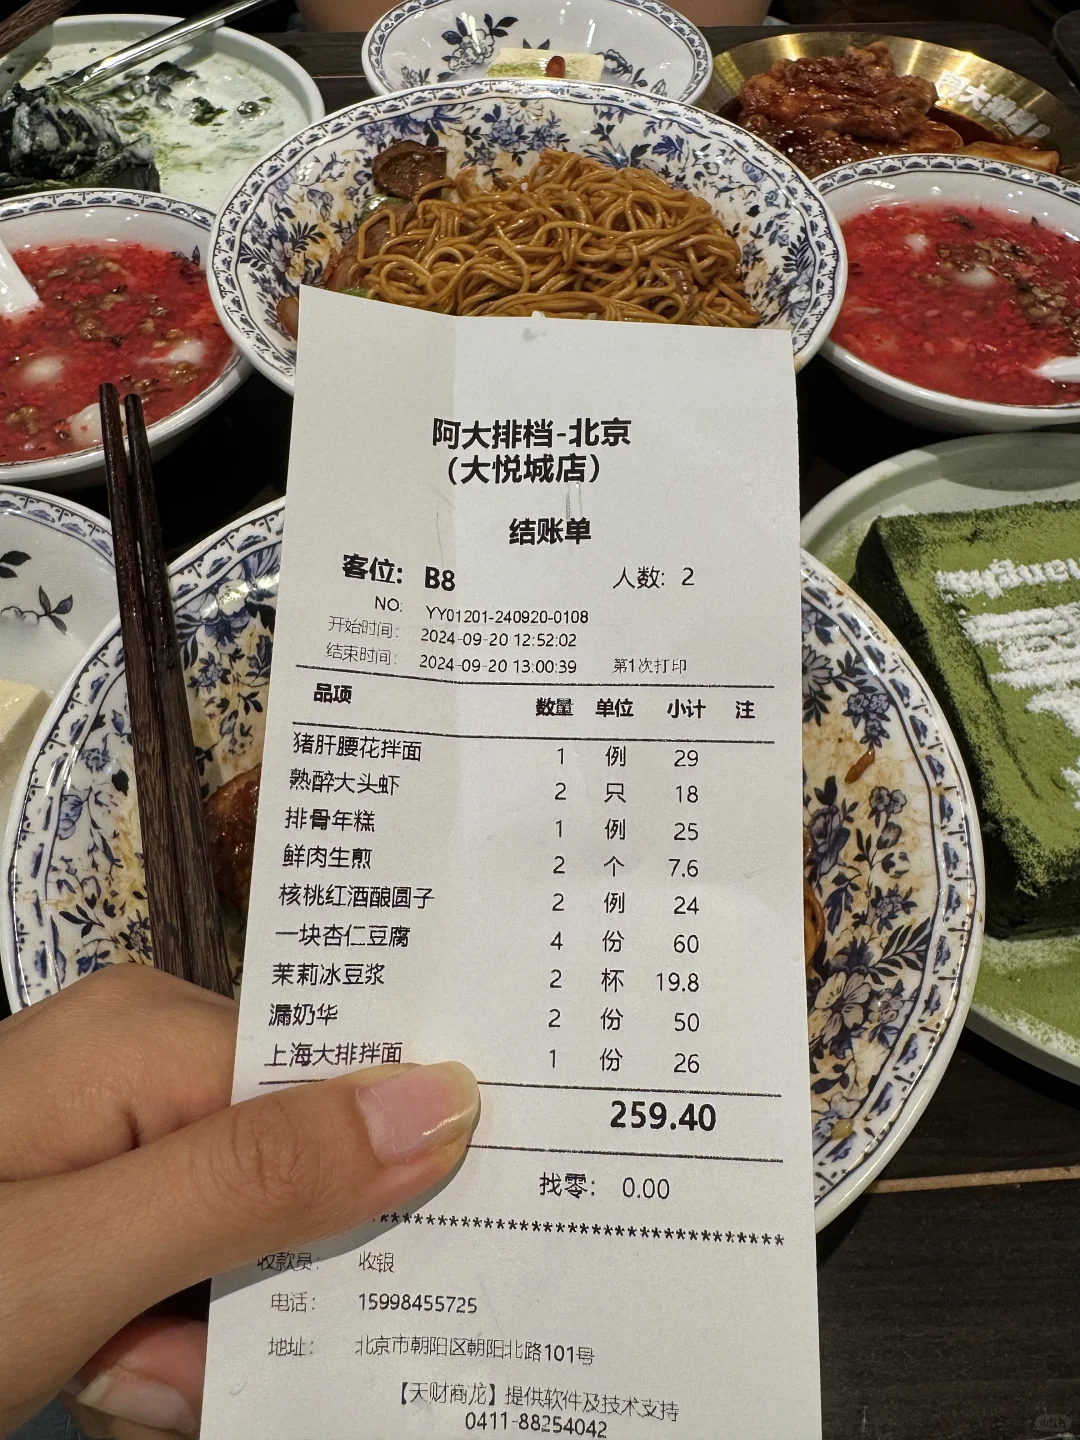 阿大排档-北京
（大悦城店）
结账单
客位: B8 人数: 2
NO: YY01201-240920-0108
开始时间: 2024-09-20 12:52:02
结束时间: 2024-09-20 13:00:39 第1次打印
品项 数量 单位 小计 注
猪肝腰花拌面 1 例 29
熟醉大头虾 2 只 18
排骨年糕 1 例 25
鲜肉生煎 2 个 7.6
核桃红酒酿圆子 2 例 24
一块杏仁豆腐 4 份 60
茉莉冰豆浆 2 杯 19.8
漏奶华 2 份 50
上海大排拌面 1 份 26
259.40
找零: 0.00
**********************************
收款员: 收银
电话: 15998455725
地址: 北京市朝阳区朝阳北路101号
【天财商龙】提供软件及技术支持
0411-88254042
小红书